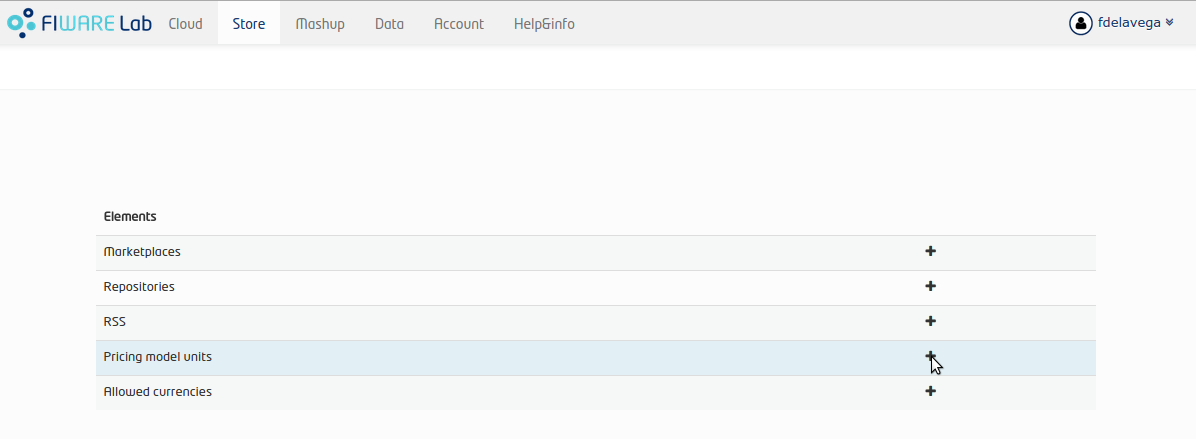 FIWARE Lab Cloud Store Mashup Data Account Help&info fdelavega
Elements
Marketplaces
Repositories
RSS
Pricing model units
Allowed currencies